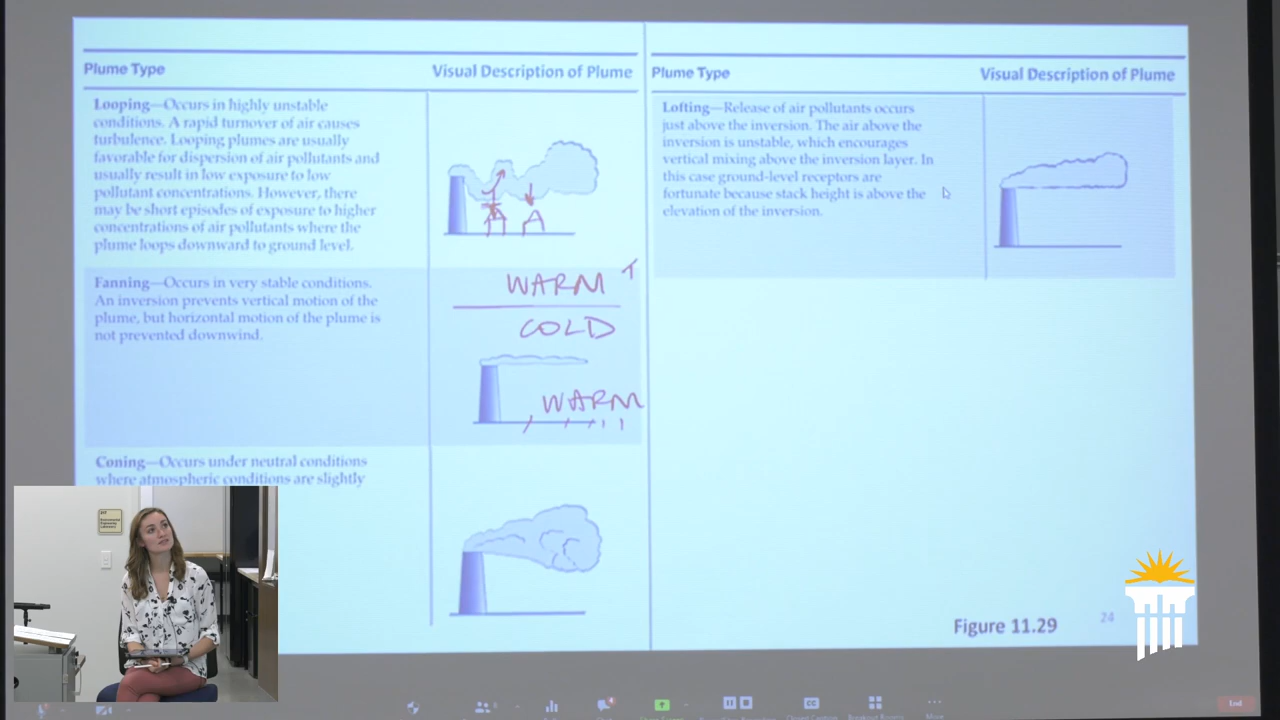 Plume Type Visual Description of Plume
Looping—Occurs in highly unstable
conditions. A rapid turnover of air causes
turbulence. Looping plumes are usually
favorable for dispersion of air pollutants and
usually result in low exposure to low
pollutant concentrations. However, there
may be short episodes of exposure to higher
concentrations of air pollutants where the
plume loops downward to ground level.
Fanning—Occurs in very stable conditions.
An inversion prevents vertical motion of the
plume, but horizontal motion of the plume is
not prevented downwind.
WARM
COLD
WARM
Coning—Occurs under neutral conditions
where atmospheric conditions are slightly
Plume Type Visual Description of Plume
Lofting—Release of air pollutants occurs
just above the inversion. The air above the
inversion is unstable, which encourages
vertical mixing above the inversion layer. In
this case ground-level receptors are
fortunate because stack height is above the
elevation of the inversion.
Figure 11.29
24
CC
More
End